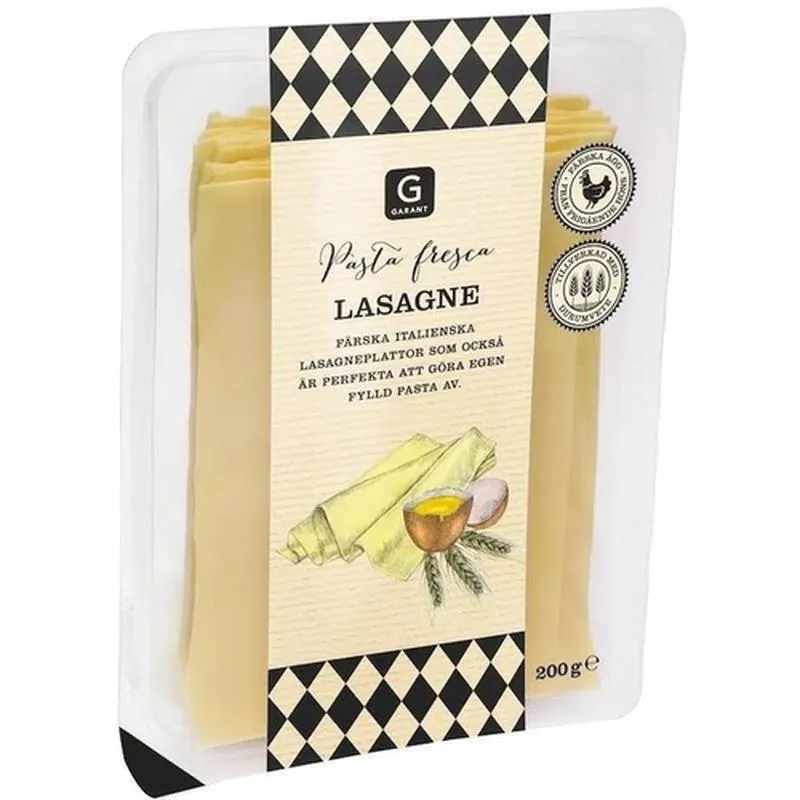 G
GARANT
Pasta fresca
LASAGNE
FÄRSKA ITALIENSKA
LASAGNEPLATTOR SOM OCKSÅ
ÄR PERFEKTA ATT GÖRA EGEN
FYLLD PASTA AV.
FÄRSKA ÄGG
FRÅN FRIGÅENDE HÖNS
TILLVERKAD MED
DURUMVETE
200 g ℮